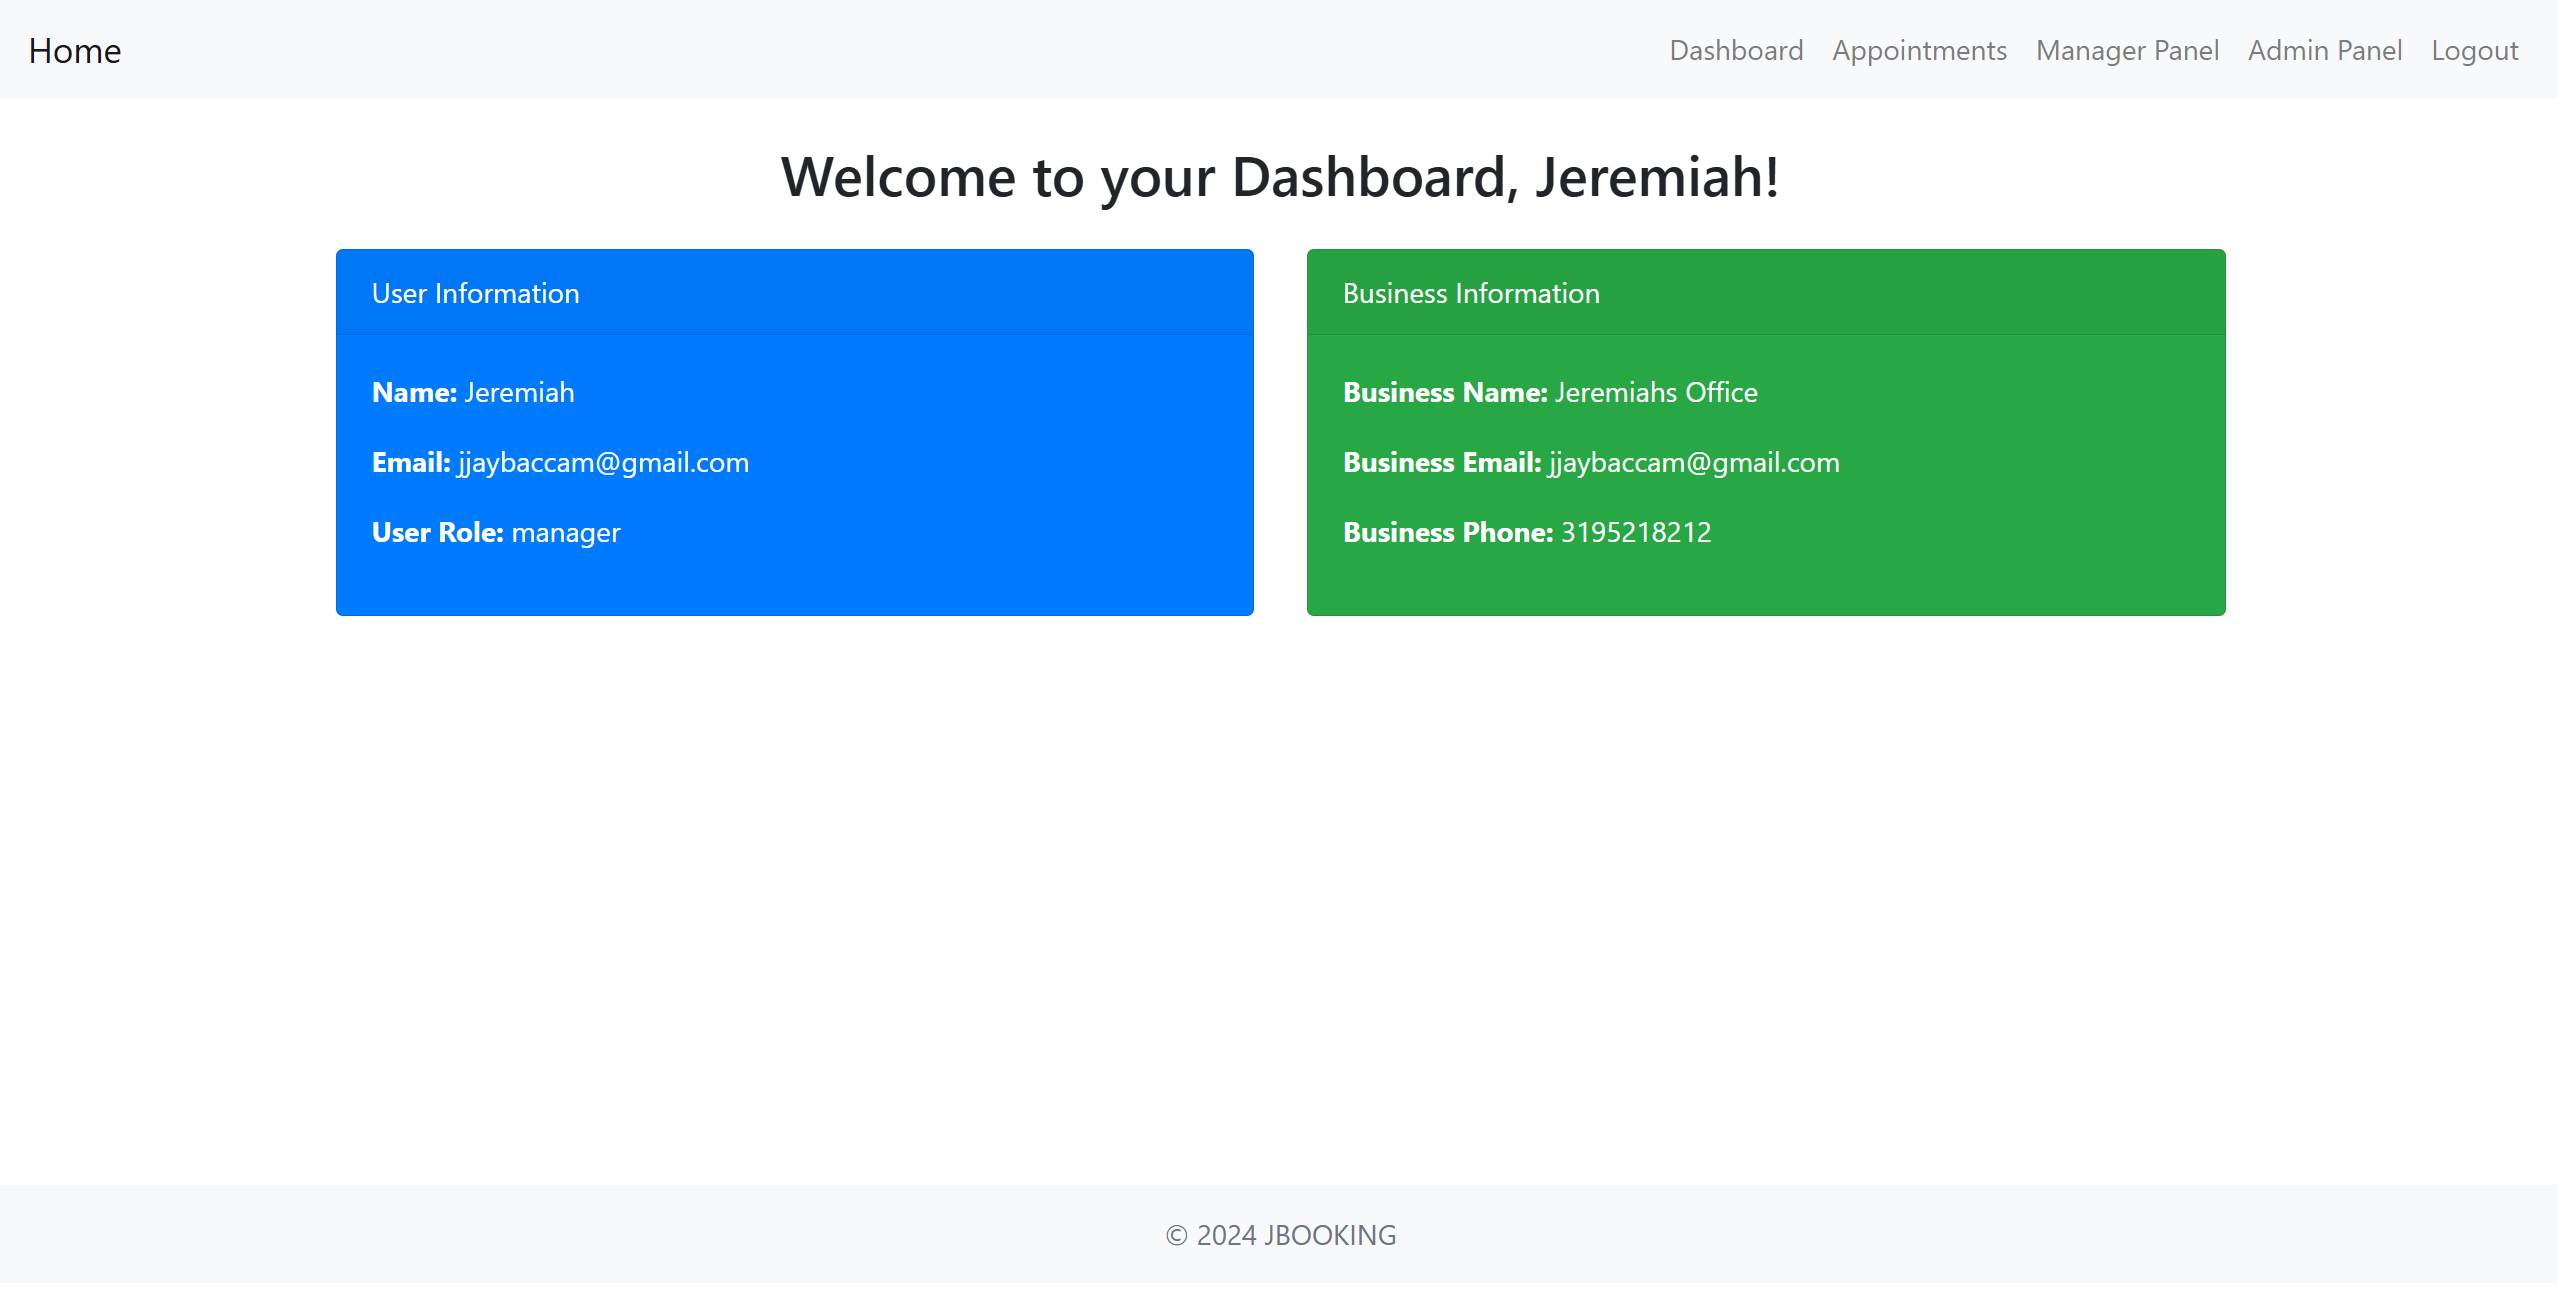 Home
Dashboard Appointments Manager Panel Admin Panel Logout
Welcome to your Dashboard, Jeremiah!
User Information
Name: Jeremiah
Email: jjaybaccam@gmail.com
User Role: manager
Business Information
Business Name: Jeremiahs Office
Business Email: jjaybaccam@gmail.com
Business Phone: 3195218212
© 2024 JBOOKING